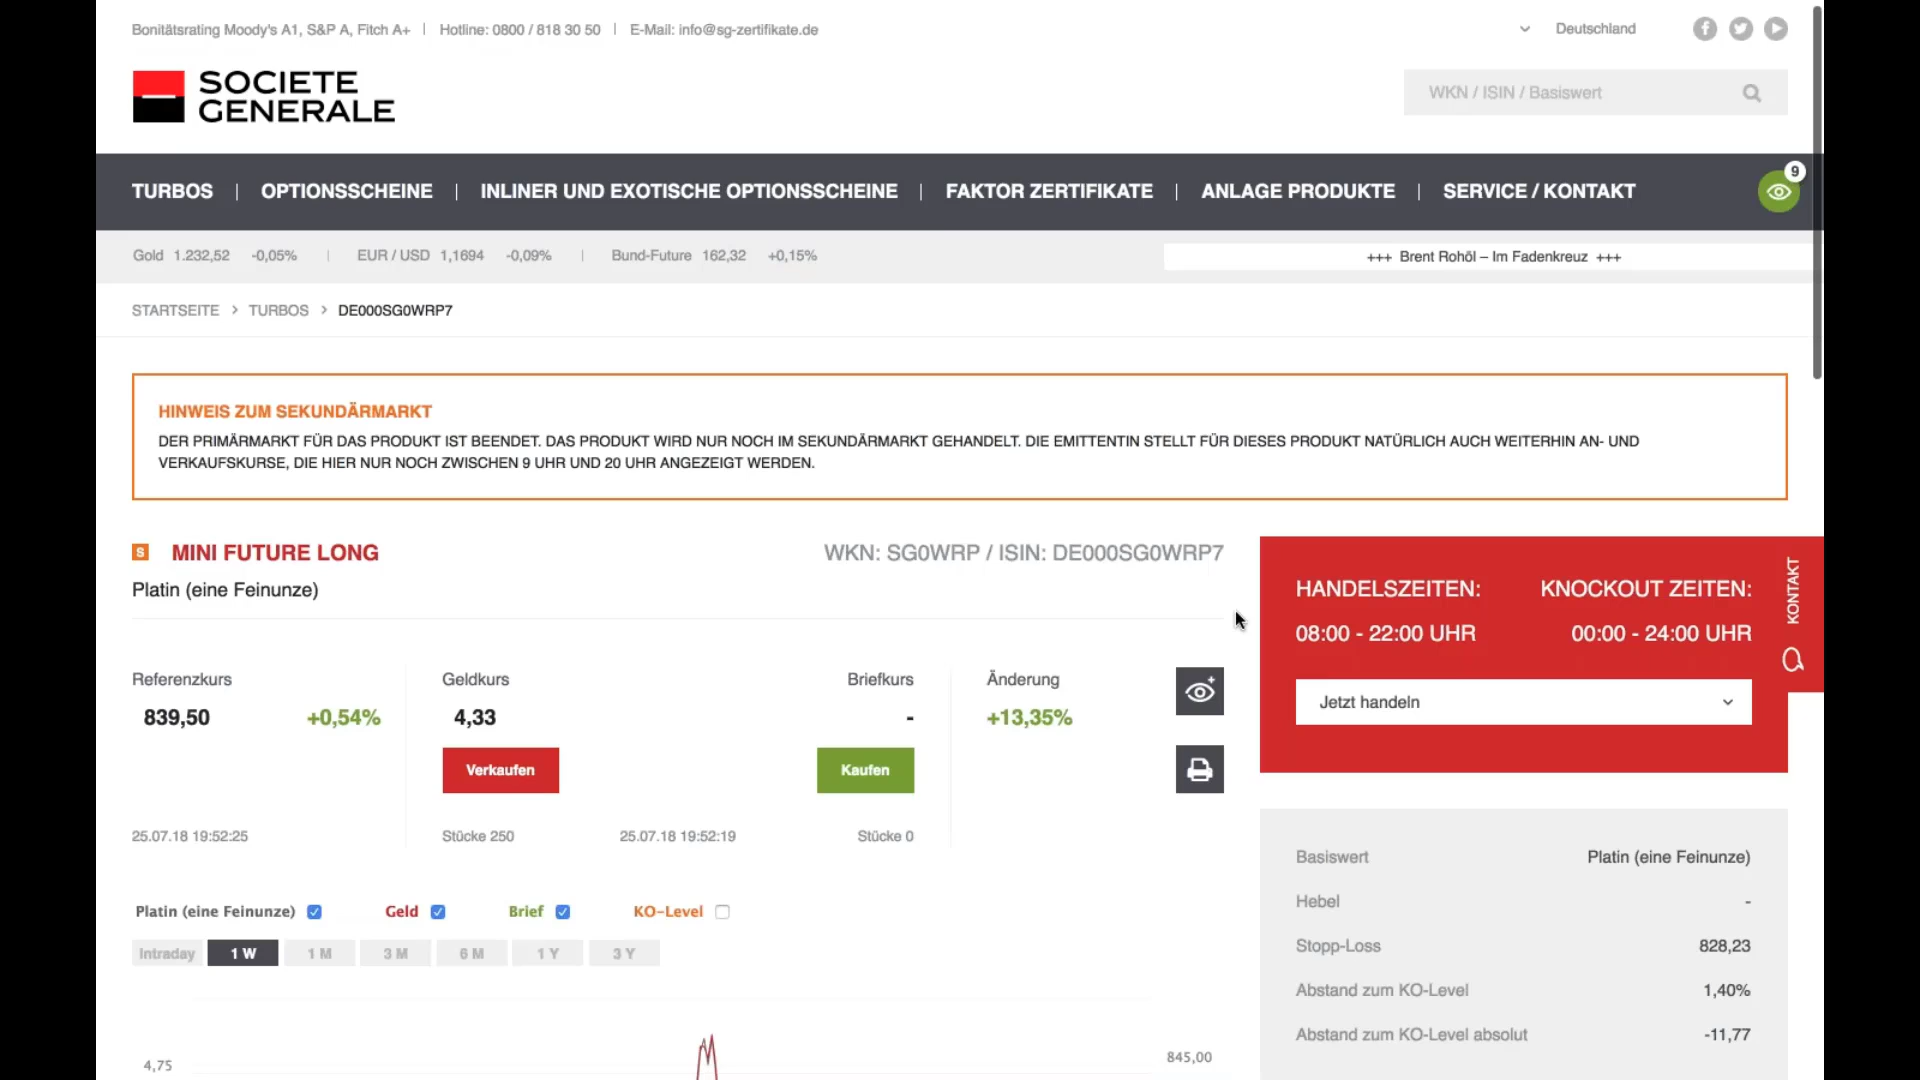 Bonitätsrating Moody's A1, S&P A, Fitch A+ | Hotline: 0800 / 818 30 50 | E-Mail: info@sg-zertifikate.de
Deutschland
SOCIETE
GENERALE
WKN / ISIN / Basiswert
TURBOS | OPTIONSSCHEINE | INLINER UND EXOTISCHE OPTIONSSCHEINE | FAKTOR ZERTIFIKATE | ANLAGE PRODUKTE | SERVICE / KONTAKT
9
Gold 1.232,52 -0,05% | EUR / USD 1,1694 -0,09% | Bund-Future 162,32 +0,15%
+++ Brent Rohöl – Im Fadenkreuz +++
STARTSEITE > TURBOS > DE000SG0WRP7
HINWEIS ZUM SEKUNDÄRMARKT
DER PRIMÄRMARKT FÜR DAS PRODUKT IST BEENDET. DAS PRODUKT WIRD NUR NOCH IM SEKUNDÄRMARKT GEHANDELT. DIE EMITTENTIN STELLT FÜR DIESES PRODUKT NATÜRLICH AUCH WEITERHIN AN- UND
VERKAUFSKURSE, DIE HIER NUR NOCH ZWISCHEN 9 UHR UND 20 UHR ANGEZEIGT WERDEN.
S MINI FUTURE LONG
WKN: SG0WRP / ISIN: DE000SG0WRP7
Platin (eine Feinunze)
HANDELSZEITEN: KNOCKOUT ZEITEN:
08:00 - 22:00 UHR 00:00 - 24:00 UHR
KONTAKT
Jetzt handeln
Referenzkurs Geldkurs Briefkurs Änderung
839,50 +0,54% 4,33 - +13,35%
Verkaufen Kaufen
25.07.18 19:52:25 Stücke 250 25.07.18 19:52:19 Stücke 0
Platin (eine Feinunze) Geld Brief KO-Level
Intraday 1 W 1 M 3 M 6 M 1 Y 3 Y
4,75 845,00
Basiswert Platin (eine Feinunze)
Hebel -
Stopp-Loss 828,23
Abstand zum KO-Level 1,40%
Abstand zum KO-Level absolut -11,77